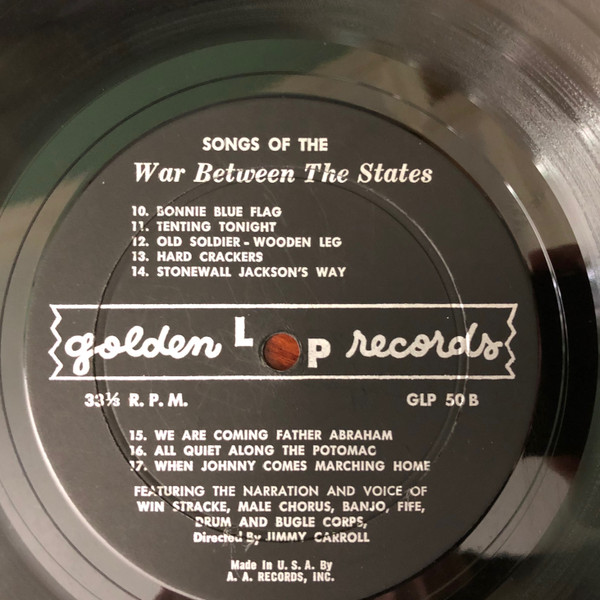 SONGS OF THE
War Between The States
10. BONNIE BLUE FLAG
11. TENTING TONIGHT
12. OLD SOLDIER - WOODEN LEG
13. HARD CRACKERS
14. STONEWALL JACKSON'S WAY
golden LP records
33⅓ R. P. M. GLP 50 B
15. WE ARE COMING FATHER ABRAHAM
16. ALL QUIET ALONG THE POTOMAC
17. WHEN JOHNNY COMES MARCHING HOME
FEATURING THE NARRATION AND VOICE OF
WIN STRACKE, MALE CHORUS, BANJO, FIFE,
DRUM AND BUGLE CORPS,
Directed By JIMMY CARROLL
Made in U. S. A. By
A. A. RECORDS, INC.